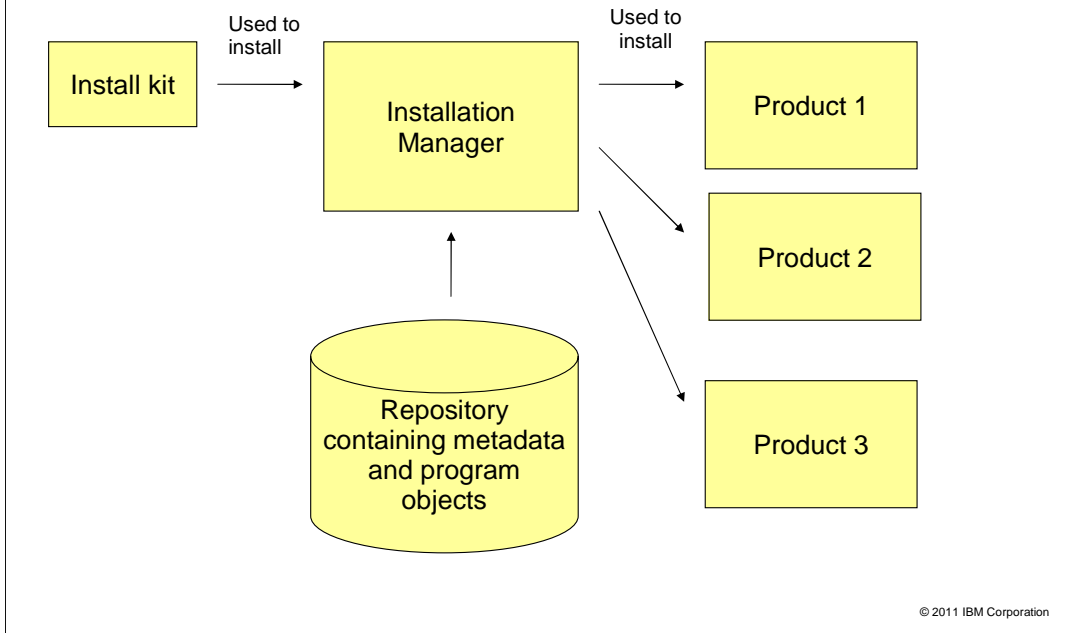 Used to
install
Used to
install
Install kit
Installation
Manager
Product 1
Product 2
Repository
containing metadata
and program
objects
Product 3
© 2011 IBM Corporation